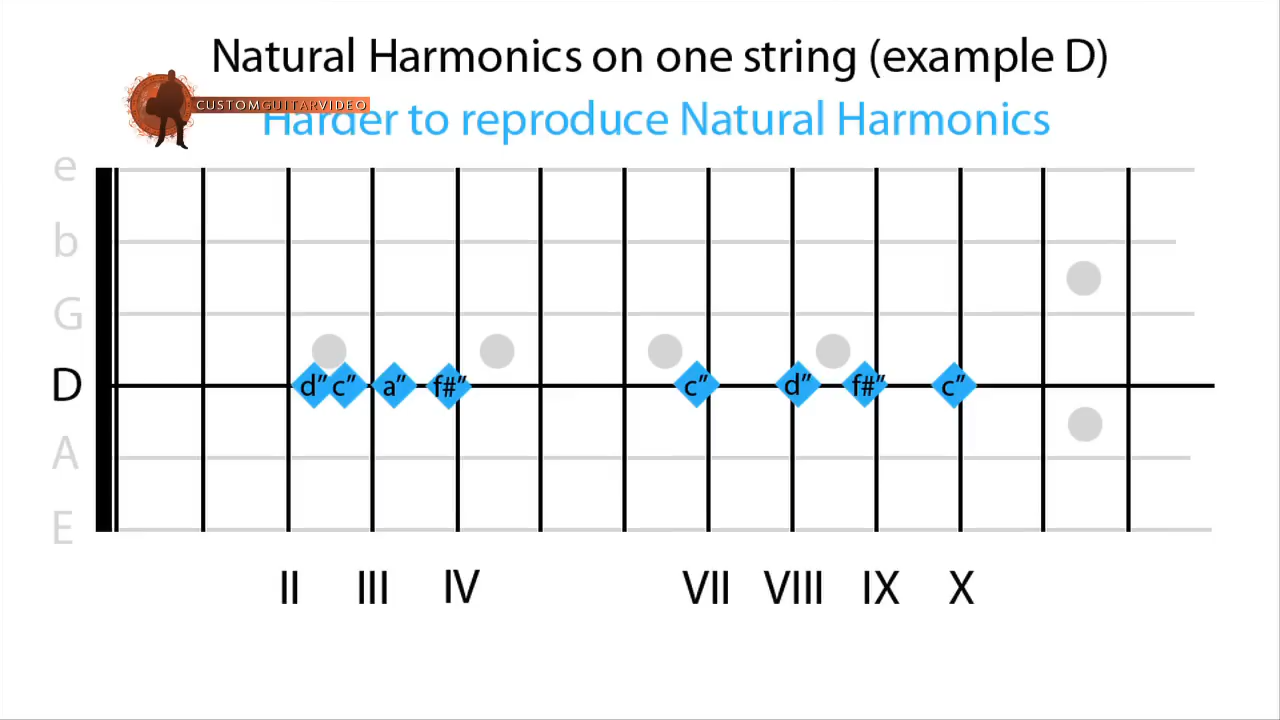 Natural Harmonics on one string (example D)
CUSTOMGUITARVIDEO
Harder to reproduce Natural Harmonics
e
b
G
D d″ c″ a″ f#″ c″ d″ f#″ c″
A
E
II III IV VII VIII IX X